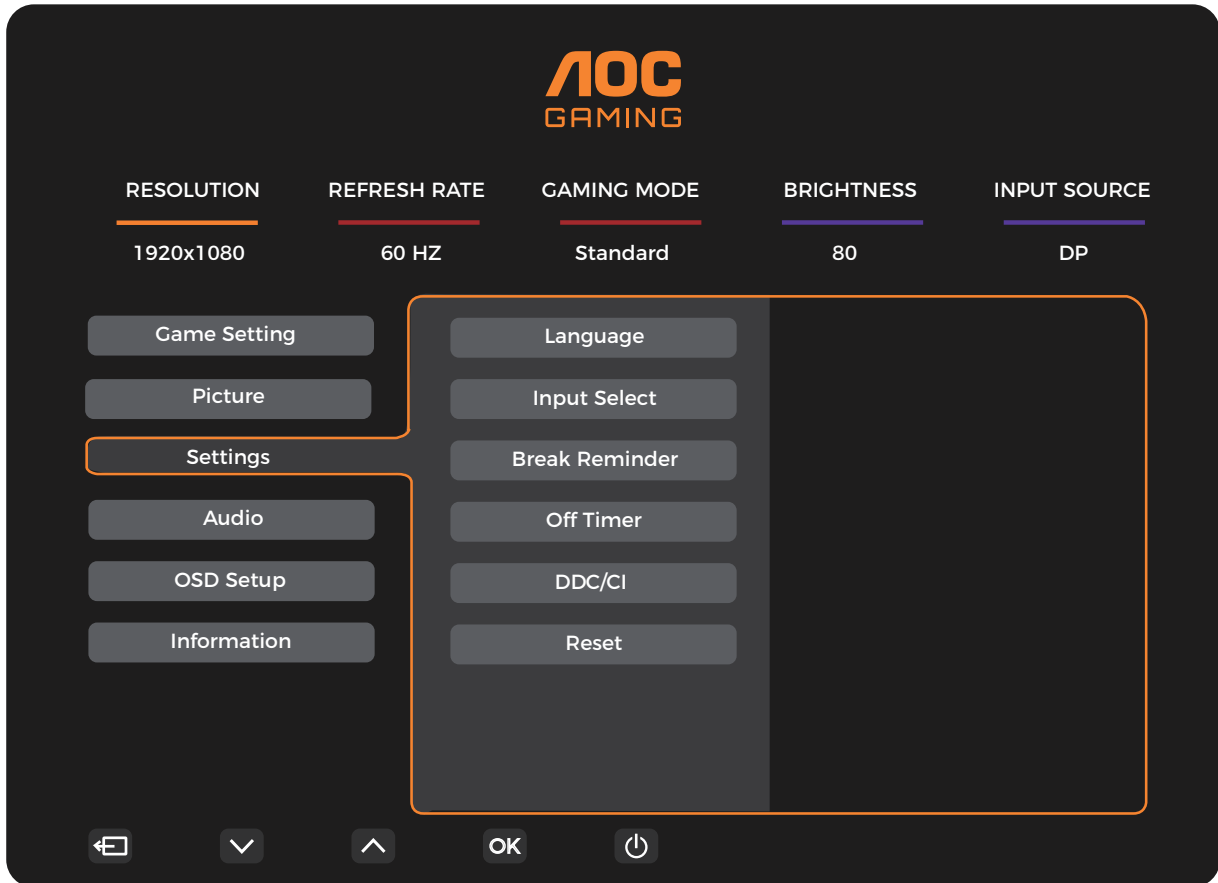 AOC
GAMING
RESOLUTION REFRESH RATE GAMING MODE BRIGHTNESS INPUT SOURCE
1920x1080 60 HZ Standard 80 DP
Game Setting
Picture
Settings
Audio
OSD Setup
Information
Language
Input Select
Break Reminder
Off Timer
DDC/CI
Reset
OK